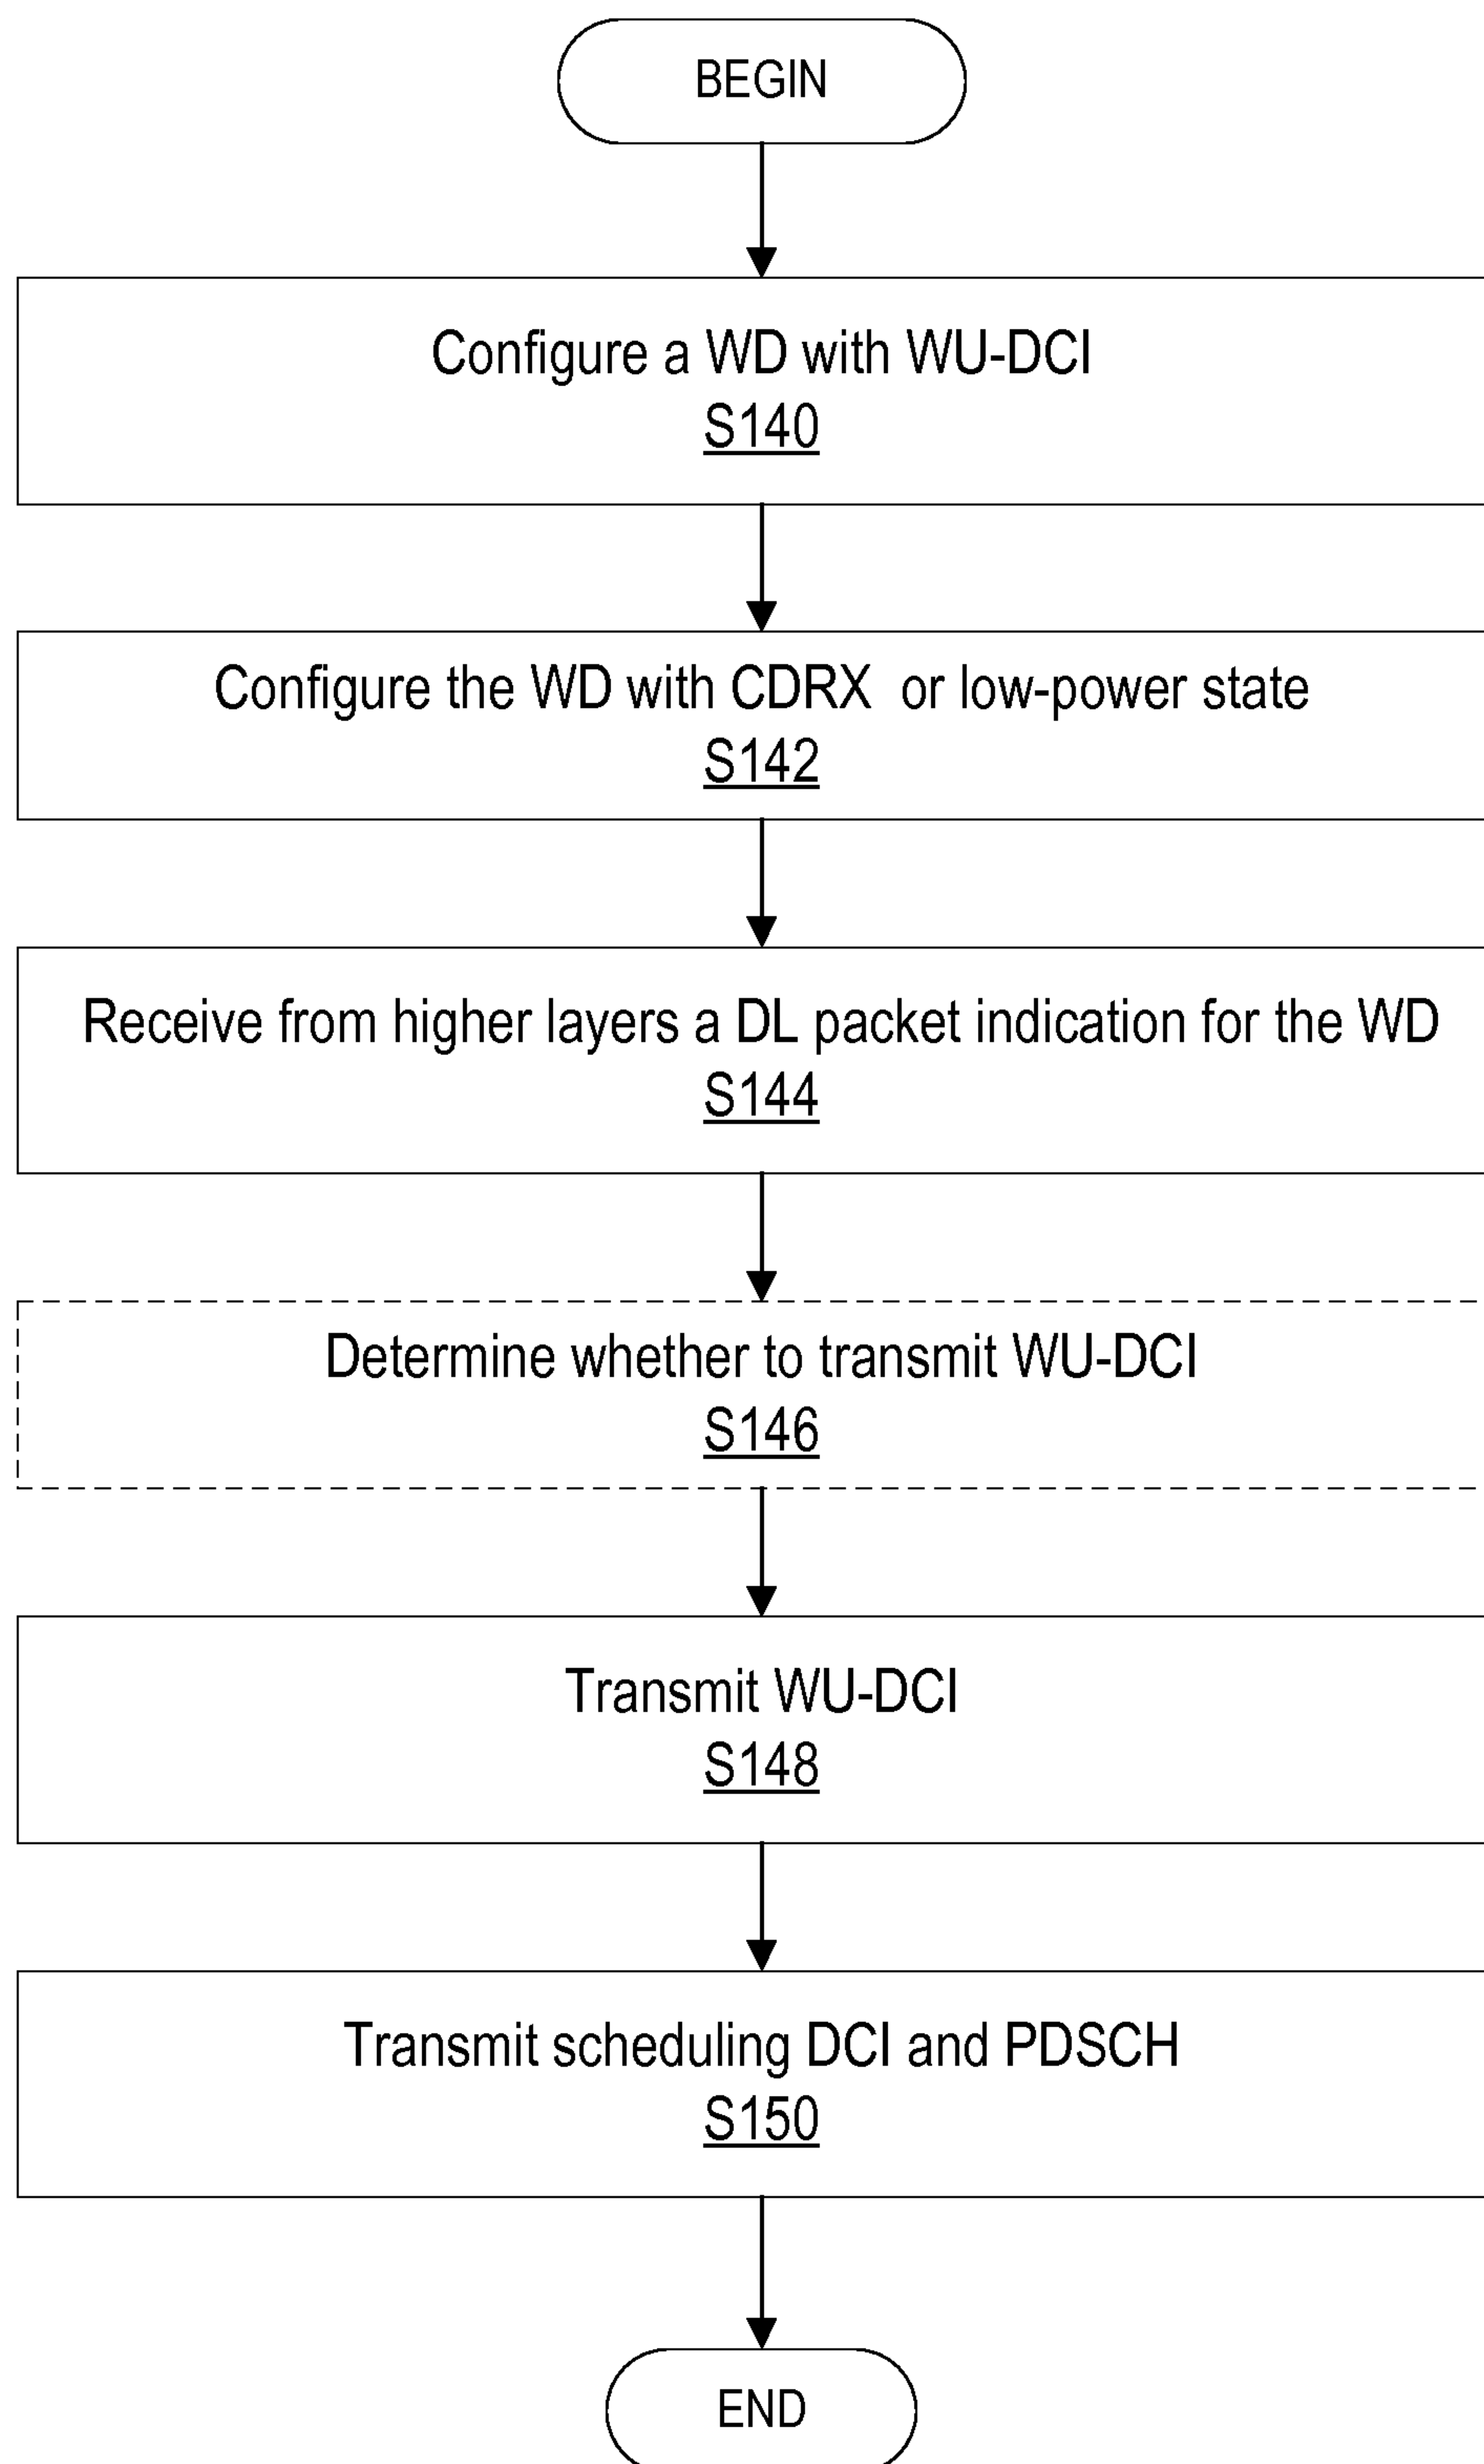 BEGIN
Configure a WD with WU-DCI
S140
Configure the WD with CDRX or low-power state
S142
Receive from higher layers a DL packet indication for the WD
S144
Determine whether to transmit WU-DCI
S146
Transmit WU-DCI
S148
Transmit scheduling DCI and PDSCH
S150
END